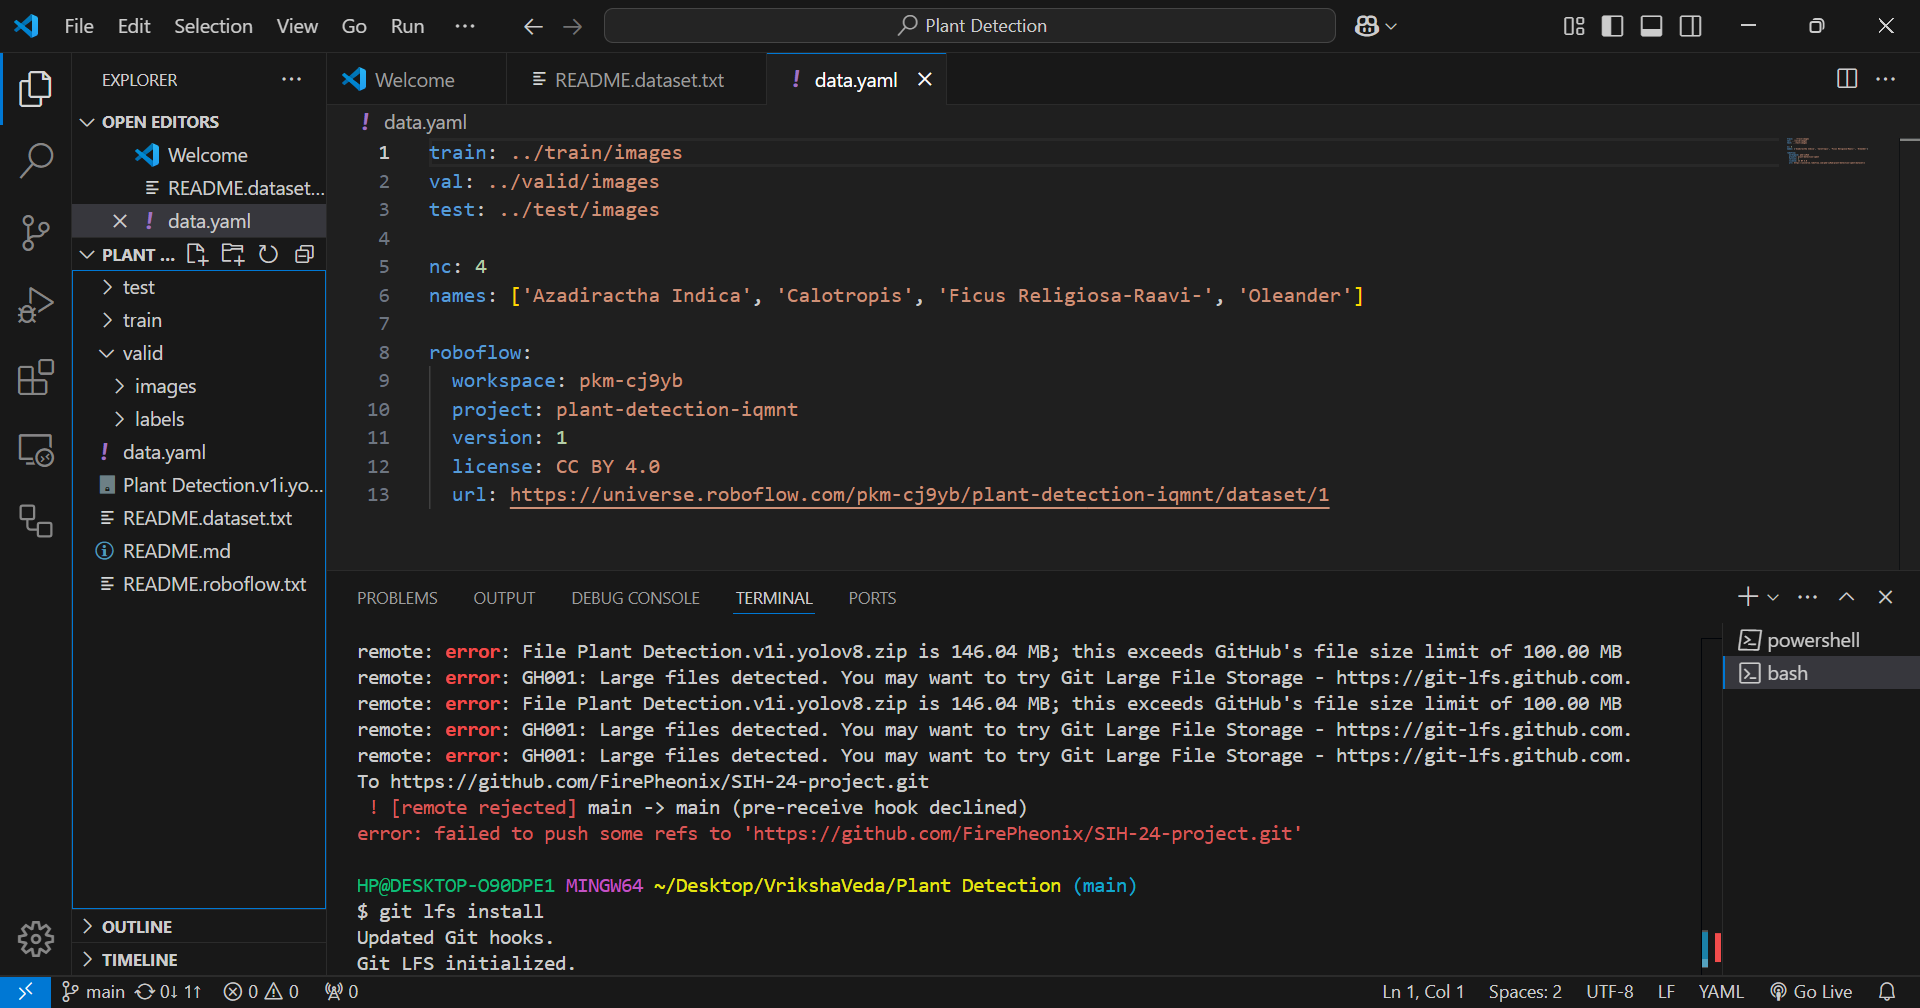 File Edit Selection View Go Run ···
Plant Detection
EXPLORER
OPEN EDITORS
Welcome
README.dataset...
data.yaml
PLANT ...
test
train
valid
images
labels
data.yaml
Plant Detection.v1i.yo...
README.dataset.txt
README.md
README.roboflow.txt
OUTLINE
TIMELINE
Welcome
README.dataset.txt
! data.yaml
! data.yaml
1 train: ../train/images
2 val: ../valid/images
3 test: ../test/images
4
5 nc: 4
6 names: ['Azadiractha Indica', 'Calotropis', 'Ficus Religiosa-Raavi-', 'Oleander']
7
8 roboflow:
9 workspace: pkm-cj9yb
10 project: plant-detection-iqmnt
11 version: 1
12 license: CC BY 4.0
13 url: https://universe.roboflow.com/pkm-cj9yb/plant-detection-iqmnt/dataset/1
PROBLEMS OUTPUT DEBUG CONSOLE TERMINAL PORTS
remote: error: File Plant Detection.v1i.yolov8.zip is 146.04 MB; this exceeds GitHub's file size limit of 100.00 MB
remote: error: GH001: Large files detected. You may want to try Git Large File Storage - https://git-lfs.github.com.
remote: error: File Plant Detection.v1i.yolov8.zip is 146.04 MB; this exceeds GitHub's file size limit of 100.00 MB
remote: error: GH001: Large files detected. You may want to try Git Large File Storage - https://git-lfs.github.com.
remote: error: GH001: Large files detected. You may want to try Git Large File Storage - https://git-lfs.github.com.
To https://github.com/FirePheonix/SIH-24-project.git
! [remote rejected] main -> main (pre-receive hook declined)
error: failed to push some refs to 'https://github.com/FirePheonix/SIH-24-project.git'
HP@DESKTOP-O90DPE1 MINGW64 ~/Desktop/VrikshaVeda/Plant Detection (main)
$ git lfs install
Updated Git hooks.
Git LFS initialized.
powershell
bash
main 0↓ 1↑ 0 0 0
Ln 1, Col 1 Spaces: 2 UTF-8 LF YAML Go Live